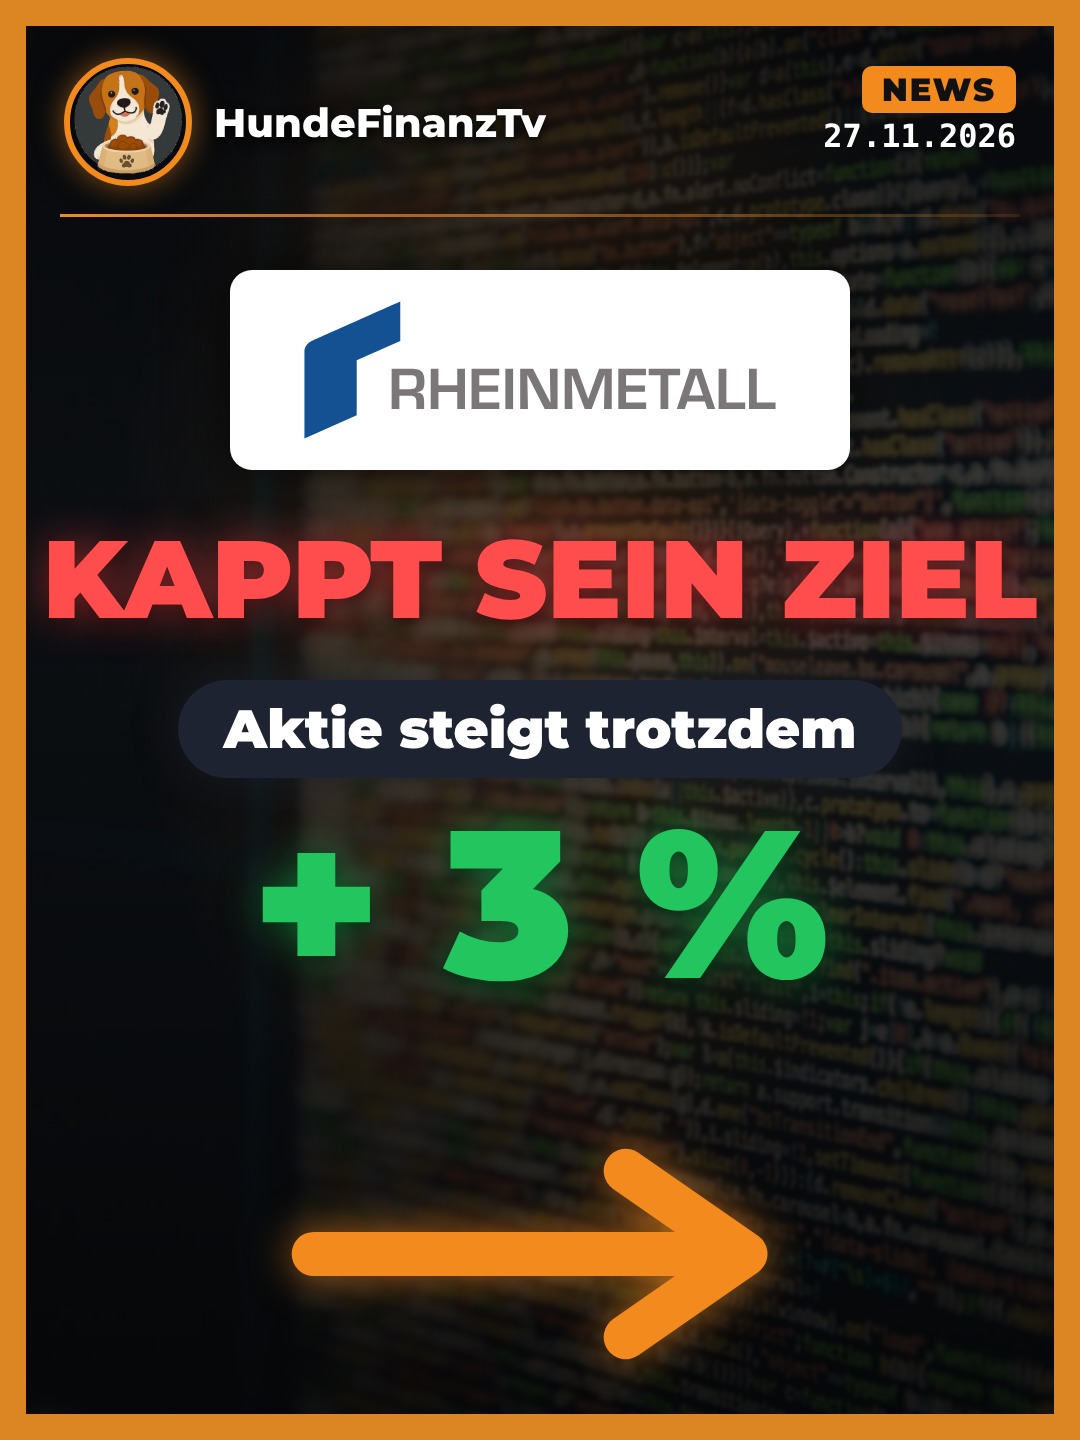 HundeFinanzTv
NEWS
27.11.2026
RHEINMETALL
KAPPT SEIN ZIEL
Aktie steigt trotzdem
+ 3 %